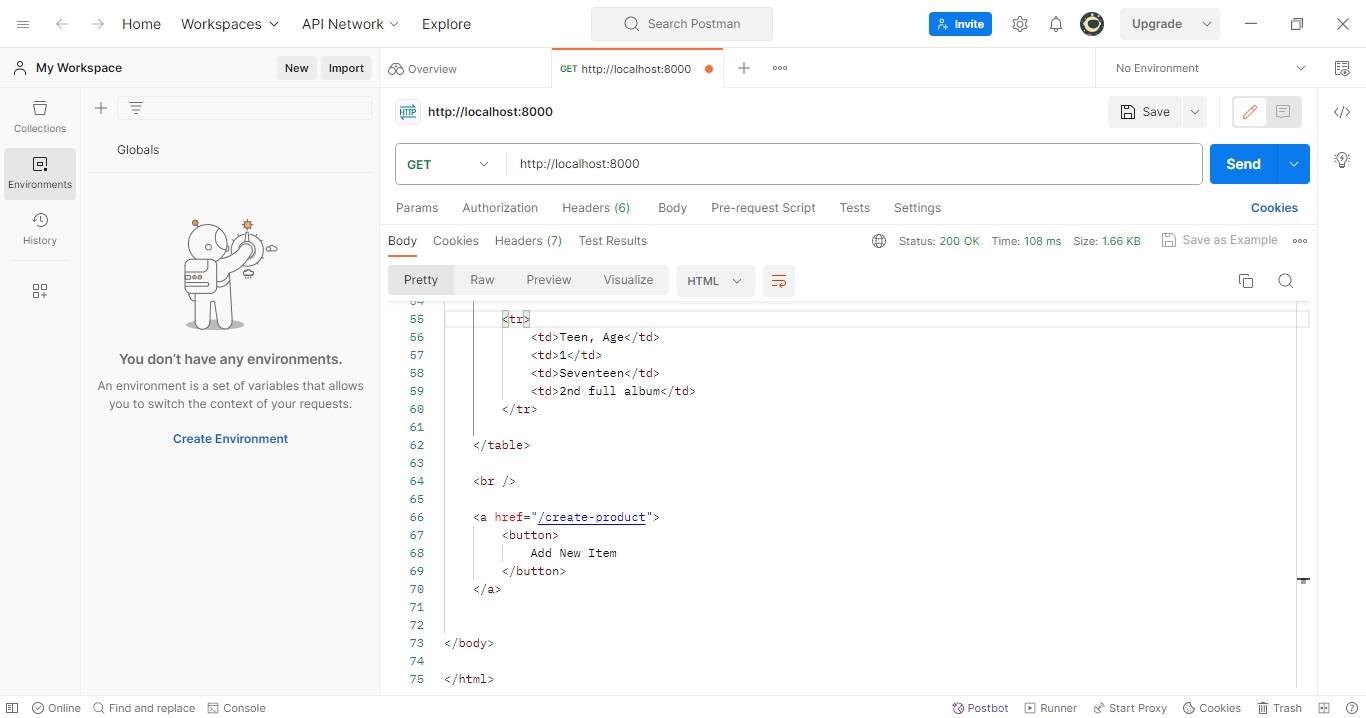 Home Workspaces API Network Explore Search Postman Invite Upgrade
My Workspace New Import Overview GET http://localhost:8000 No Environment
Collections
Environments
History
Globals
You don't have any environments.
An environment is a set of variables that allows
you to switch the context of your requests.
Create Environment
HTTP http://localhost:8000 Save
GET http://localhost:8000 Send
Params Authorization Headers (6) Body Pre-request Script Tests Settings Cookies
Body Cookies Headers (7) Test Results Status: 200 OK Time: 108 ms Size: 1.66 KB Save as Example
Pretty Raw Preview Visualize HTML
54
55 <tr>
56 <td>Teen, Age</td>
57 <td>1</td>
58 <td>Seventeen</td>
59 <td>2nd full album</td>
60 </tr>
61
62 </table>
63
64 <br />
65
66 <a href="/create-product">
67 <button>
68 Add New Item
69 </button>
70 </a>
71
72
73 </body>
74
75 </html>
Online Find and replace Console Postbot Runner Start Proxy Cookies Trash